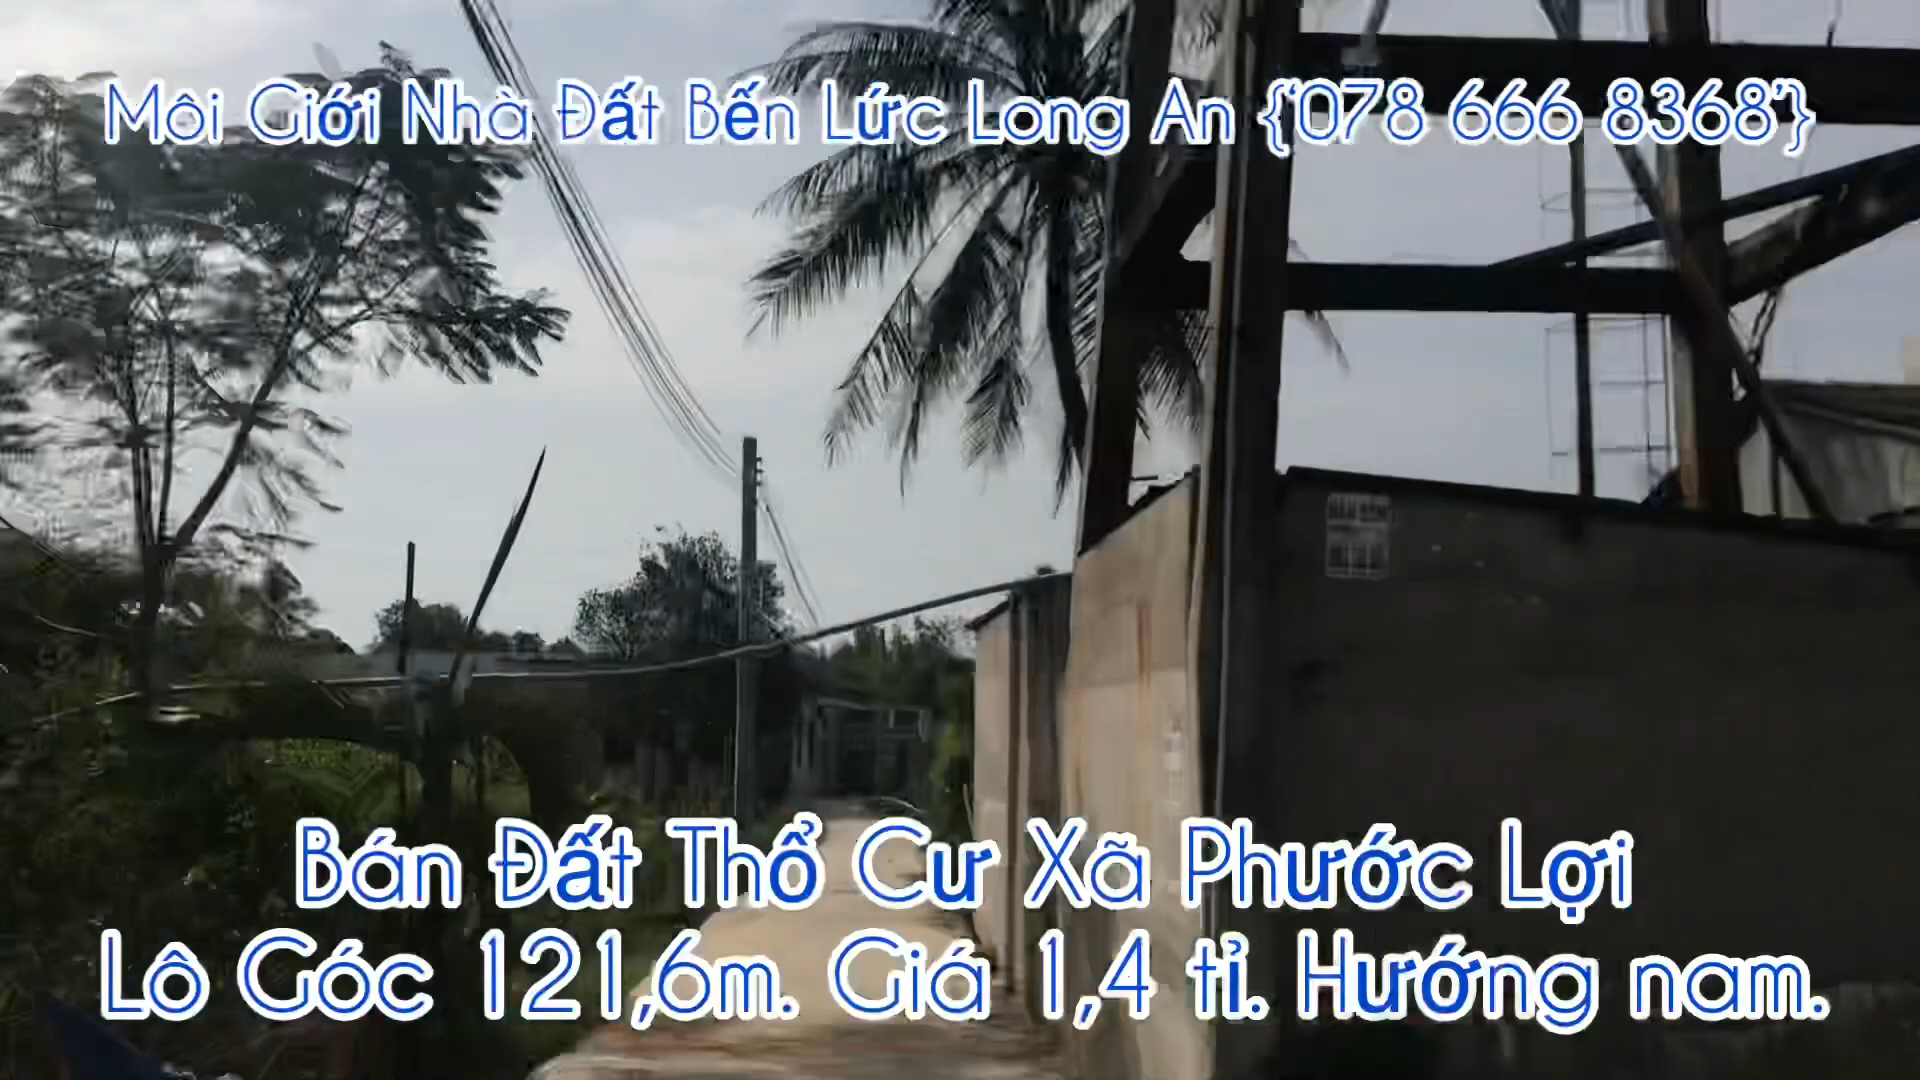 Môi Giới Nhà Đất Bến Lức Long An {‘078 666 8368’}
Bán Đất Thổ Cư Xã Phước Lợi
Lô Góc 121,6m. Giá 1,4 tỉ. Hướng nam.